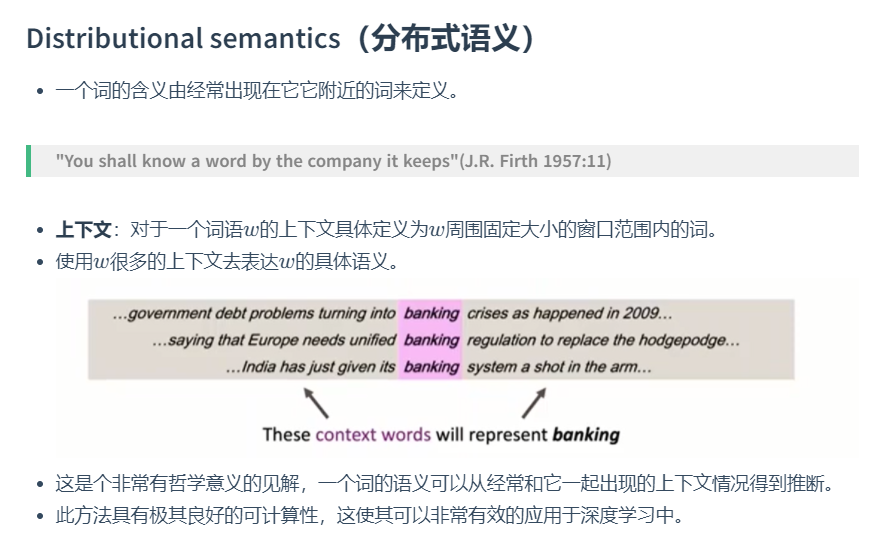 Distributional semantics（分布式语义）
一个词的含义由经常出现在它它附近的词来定义。
"You shall know a word by the company it keeps"(J.R. Firth 1957:11)
上下文：对于一个词语w的上下文具体定义为w周围固定大小的窗口范围内的词。
使用w很多的上下文去表达w的具体语义。
…government debt problems turning into banking crises as happened in 2009…
…saying that Europe needs unified banking regulation to replace the hodgepodge…
…India has just given its banking system a shot in the arm…
These context words will represent banking
这是个非常有哲学意义的见解，一个词的语义可以从经常和它一起出现的上下文情况得到推断。
此方法具有极其良好的可计算性，这使其可以非常有效的应用于深度学习中。